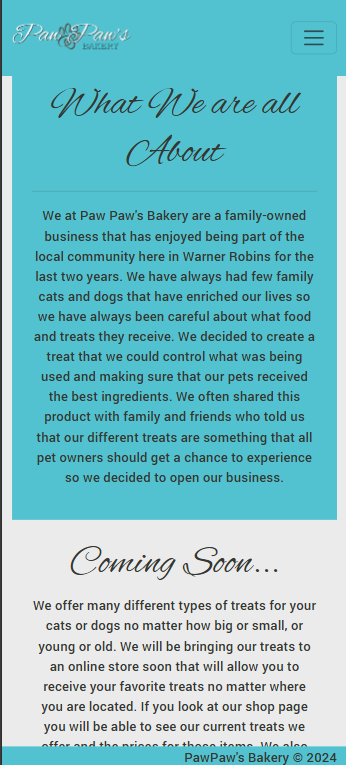 Paw Paw's
BAKERY
What We are all
About
We at Paw Paw's Bakery are a family-owned
business that has enjoyed being part of the
local community here in Warner Robins for the
last two years. We have always had few family
cats and dogs that have enriched our lives so
we have always been careful about what food
and treats they receive. We decided to create a
treat that we could control what was being
used and making sure that our pets received
the best ingredients. We often shared this
product with family and friends who told us
that our different treats are something that all
pet owners should get a chance to experience
so we decided to open our business.
Coming Soon...
We offer many different types of treats for your
cats or dogs no matter how big or small, or
young or old. We will be bringing our treats to
an online store soon that will allow you to
receive your favorite treats no matter where
you are located. If you look at our shop page
you will be able to see our current treats we
offer and the prices for those items. We also
PawPaw's Bakery © 2024